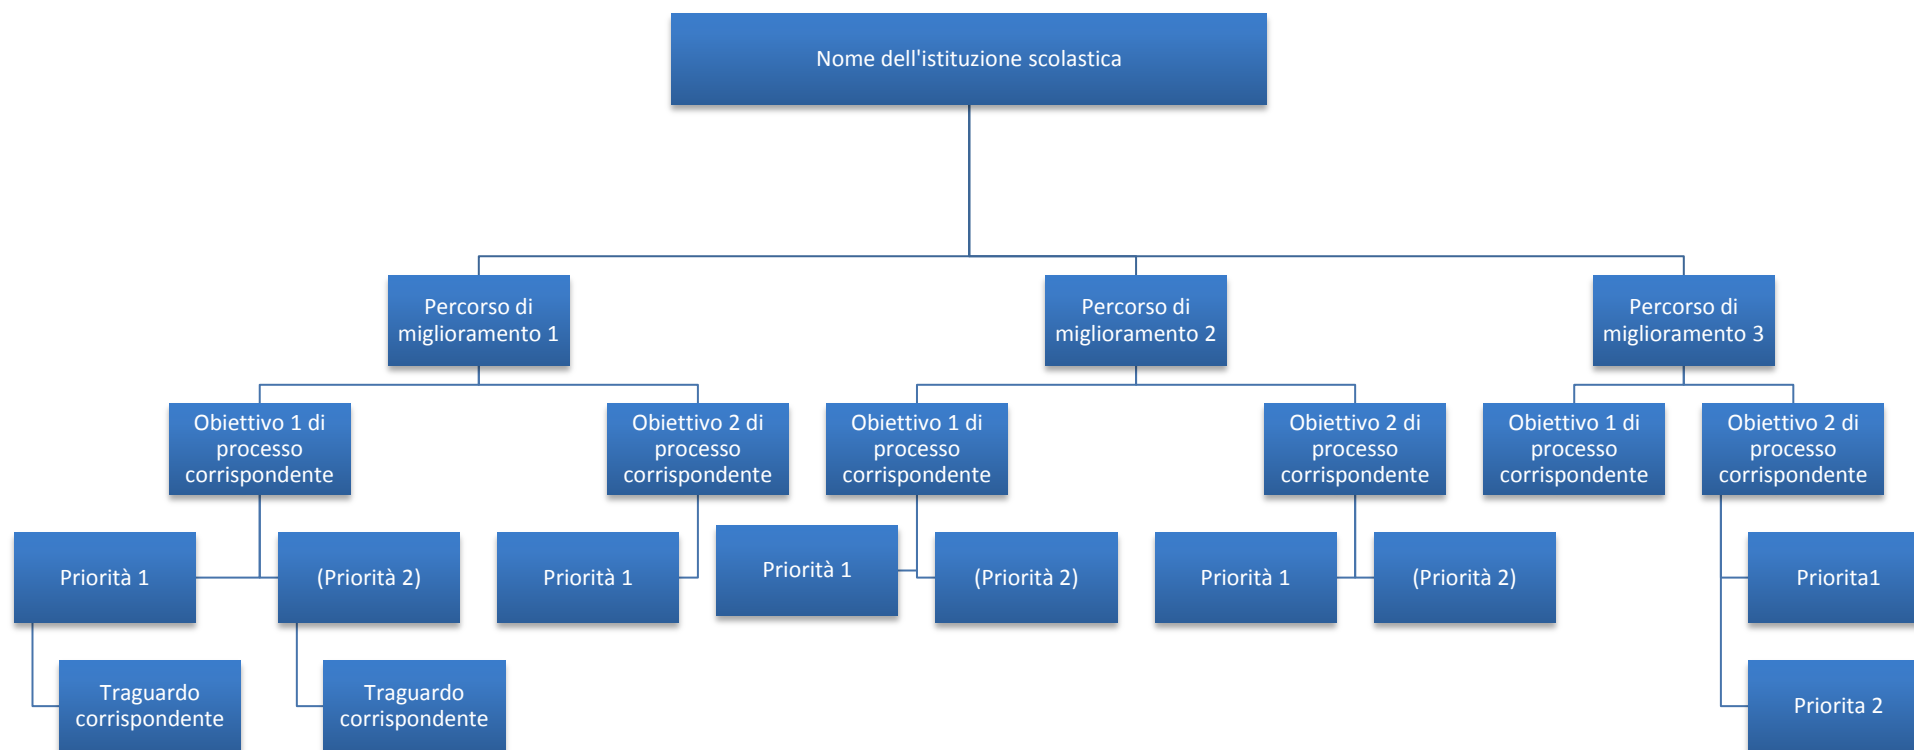 Nome dell'istituzione scolastica
Percorso di
miglioramento 1
Percorso di
miglioramento 2
Percorso di
miglioramento 3
Obiettivo 1 di
processo
corrispondente
Obiettivo 2 di
processo
corrispondente
Obiettivo 1 di
processo
corrispondente
Obiettivo 2 di
processo
corrispondente
Obiettivo 1 di
processo
corrispondente
Obiettivo 2 di
processo
corrispondente
Priorità 1
(Priorità 2)
Priorità 1
Priorità 1
(Priorità 2)
Priorità 1
(Priorità 2)
Priorita1
Traguardo
corrispondente
Traguardo
corrispondente
Priorita 2